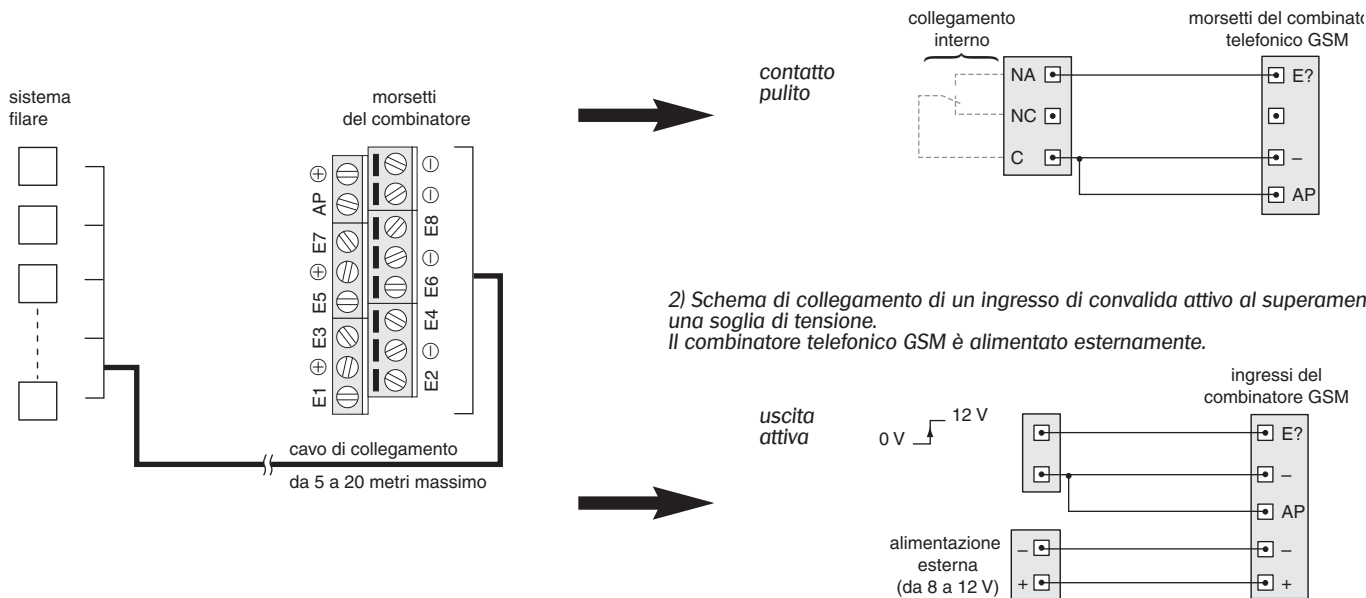 sistema
filare
morsetti
del combinatore
⊕
AP
E7
⊕
E5
E3
⊕
E1
⊖
⊖
E8
⊖
E6
E4
⊖
E2
cavo di collegamento
da 5 a 20 metri massimo
contatto
pulito
collegamento
interno
NA
NC
C
morsetti del combinato
telefonico GSM
E?
–
AP
2) Schema di collegamento di un ingresso di convalida attivo al superamen
una soglia di tensione.
Il combinatore telefonico GSM è alimentato esternamente.
uscita
attiva
0 V
12 V
ingressi del
combinatore GSM
E?
–
AP
–
+
alimentazione
esterna
(da 8 a 12 V)
–
+